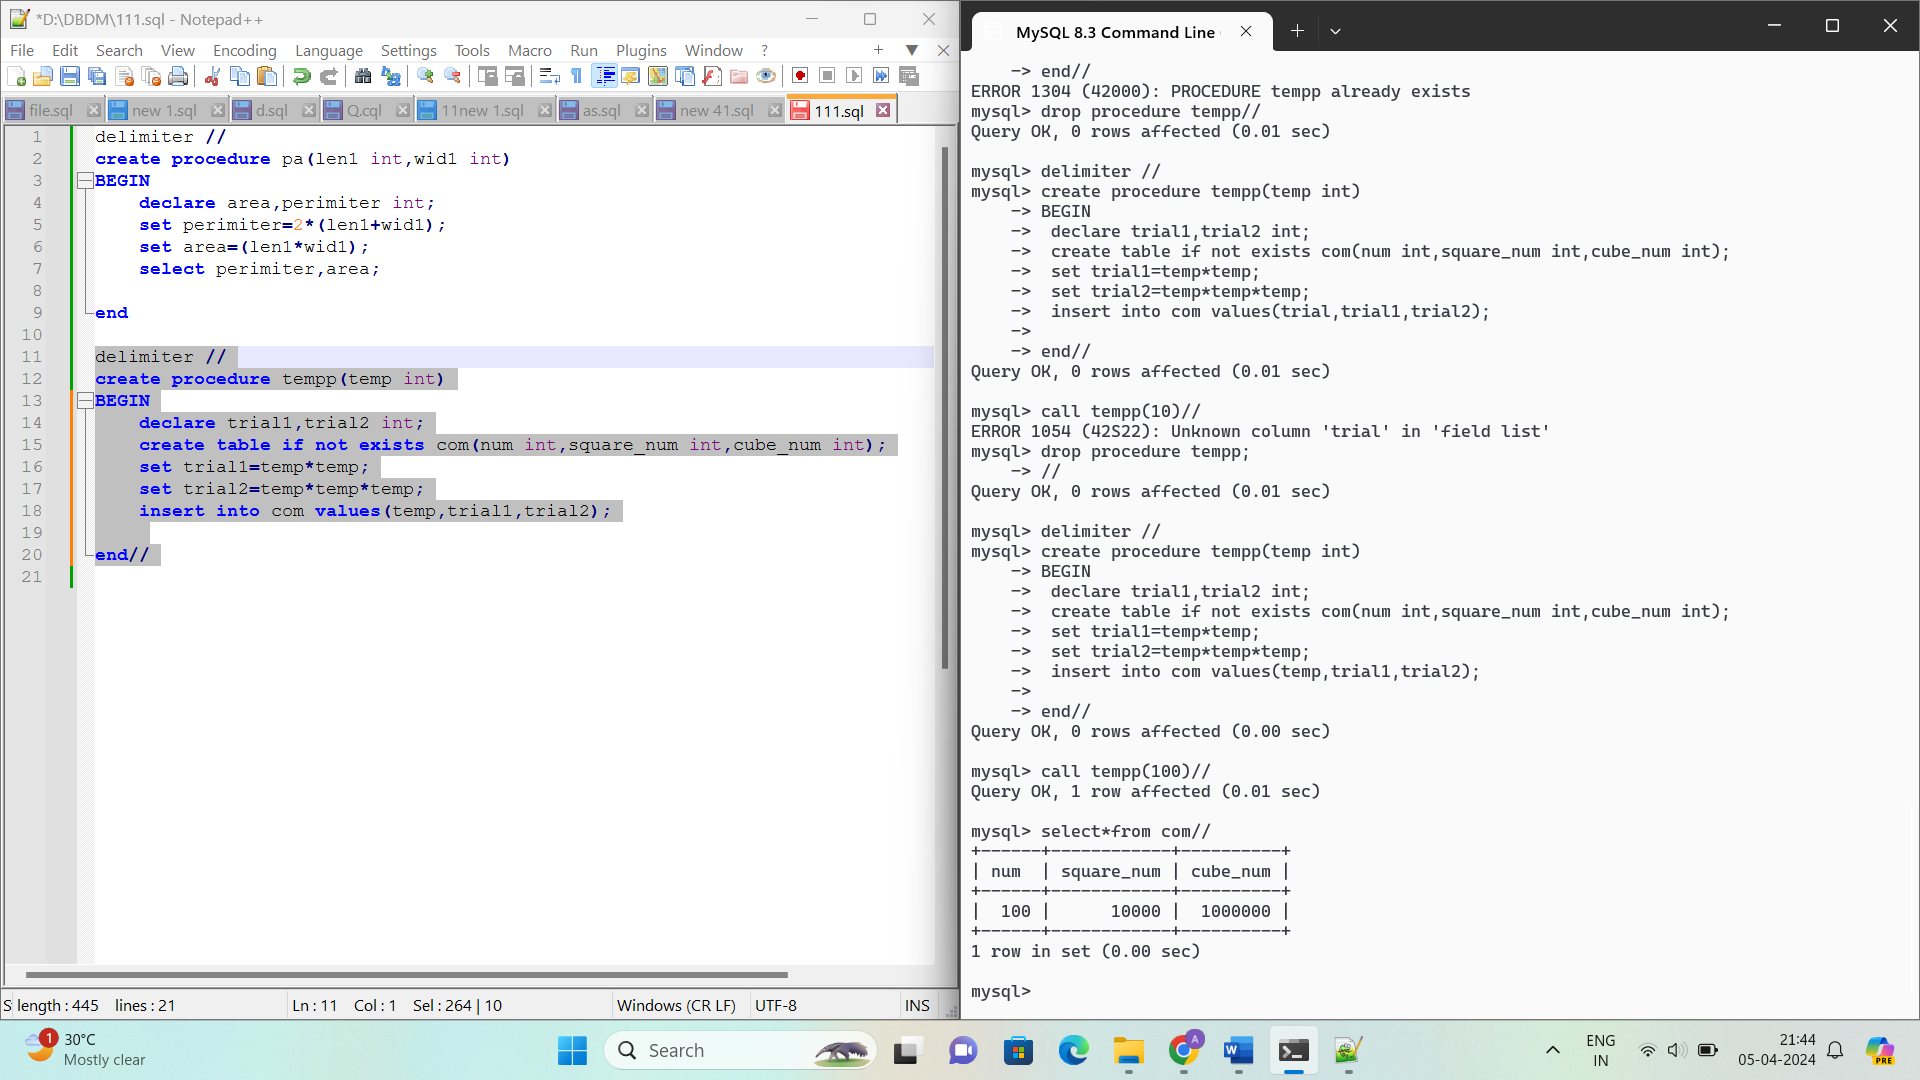 *D:\DBDM\111.sql - Notepad++
File Edit Search View Encoding Language Settings Tools Macro Run Plugins Window ?
file.sql new 1.sql d.sql Q.cql 11new 1.sql as.sql new 41.sql 111.sql
1 delimiter //
2 create procedure pa(len1 int,wid1 int)
3 BEGIN
4 declare area,perimiter int;
5 set perimiter=2*(len1+wid1);
6 set area=(len1*wid1);
7 select perimiter,area;
8
9 end
10
11 delimiter //
12 create procedure tempp(temp int)
13 BEGIN
14 declare trial1,trial2 int;
15 create table if not exists com(num int,square_num int,cube_num int);
16 set trial1=temp*temp;
17 set trial2=temp*temp*temp;
18 insert into com values(temp,trial1,trial2);
19
20 end//
21
S length : 445 lines : 21 Ln : 11 Col : 1 Sel : 264 | 10 Windows (CR LF) UTF-8 INS
MySQL 8.3 Command Line
-> end//
ERROR 1304 (42000): PROCEDURE tempp already exists
mysql> drop procedure tempp//
Query OK, 0 rows affected (0.01 sec)
mysql> delimiter //
mysql> create procedure tempp(temp int)
-> BEGIN
-> declare trial1,trial2 int;
-> create table if not exists com(num int,square_num int,cube_num int);
-> set trial1=temp*temp;
-> set trial2=temp*temp*temp;
-> insert into com values(trial,trial1,trial2);
->
-> end//
Query OK, 0 rows affected (0.01 sec)
mysql> call tempp(10)//
ERROR 1054 (42S22): Unknown column 'trial' in 'field list'
mysql> drop procedure tempp;
-> //
Query OK, 0 rows affected (0.01 sec)
mysql> delimiter //
mysql> create procedure tempp(temp int)
-> BEGIN
-> declare trial1,trial2 int;
-> create table if not exists com(num int,square_num int,cube_num int);
-> set trial1=temp*temp;
-> set trial2=temp*temp*temp;
-> insert into com values(temp,trial1,trial2);
->
-> end//
Query OK, 0 rows affected (0.00 sec)
mysql> call tempp(100)//
Query OK, 1 row affected (0.01 sec)
mysql> select*from com//
+------+------------+----------+
| num | square_num | cube_num |
+------+------------+----------+
| 100 | 10000 | 1000000 |
+------+------------+----------+
1 row in set (0.00 sec)
mysql>
1 30°C
Mostly clear
Search
A
W
ENG
IN
21:44
05-04-2024
PRE